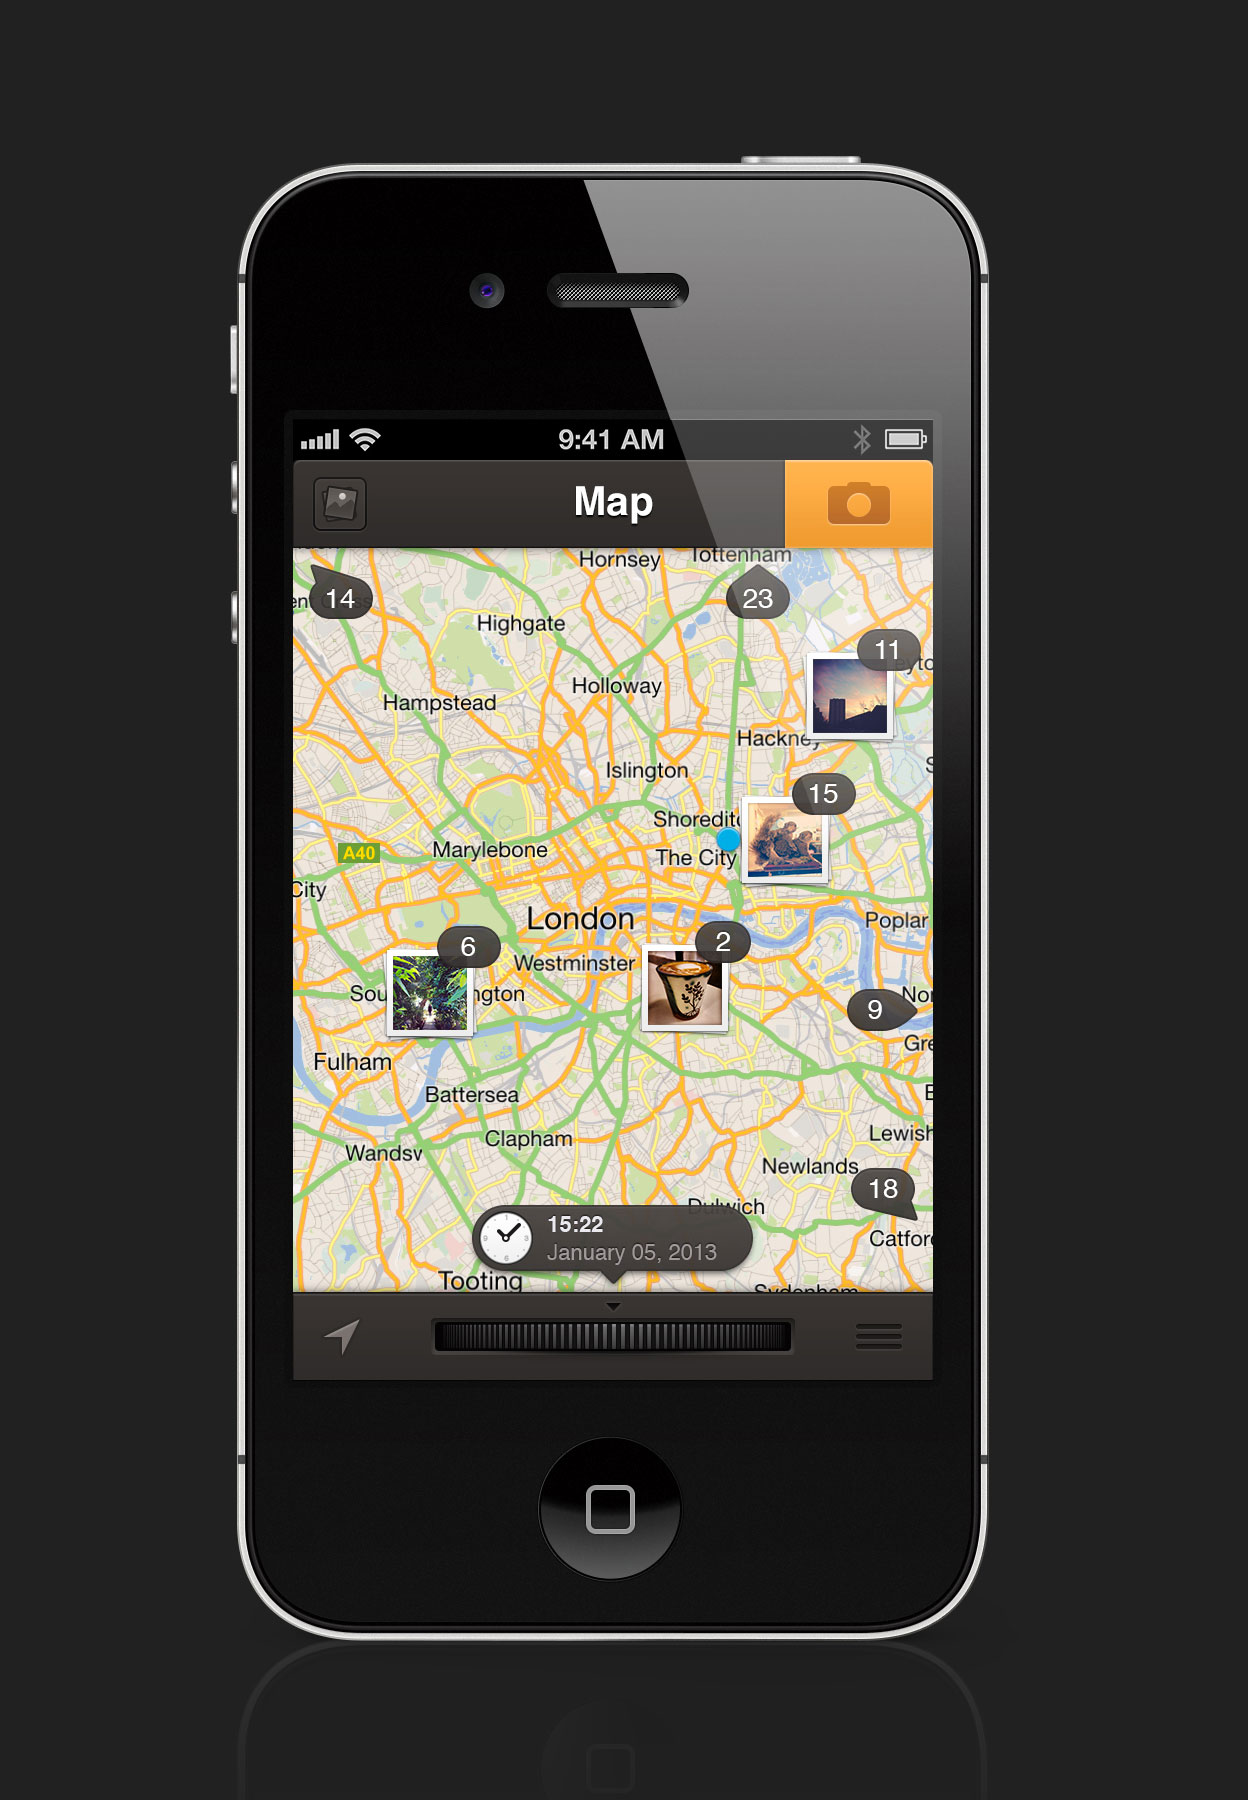 9:41 AM
Map
Hornsey
Tottenham
14
23
Highgate
11
Holloway
Hampstead
Hackney
Islington
15
Shoredit
A40
Marylebone
The City
City
London
Poplar
6
2
Westminster
Sou
ngton
Nor
9
Gre
Fulham
Battersea
Lewish
Clapham
Wandsv
Newlands
18
Dulwich
15:22
Catford
January 05, 2013
Tooting
Sydenham